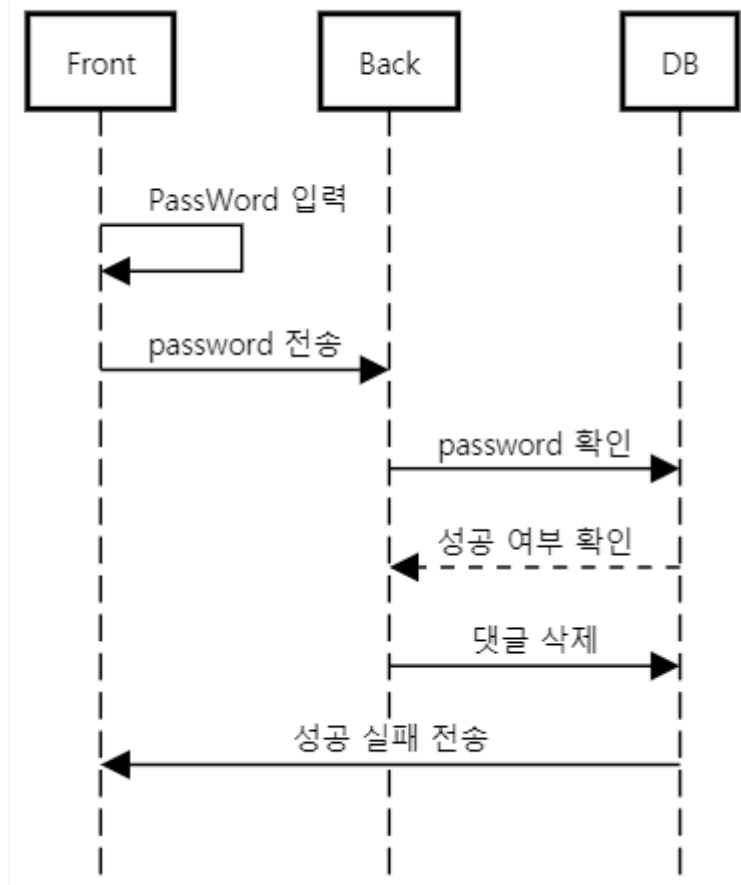 Front
Back
DB
PassWord 입력
password 전송
password 확인
성공 여부 확인
댓글 삭제
성공 실패 전송